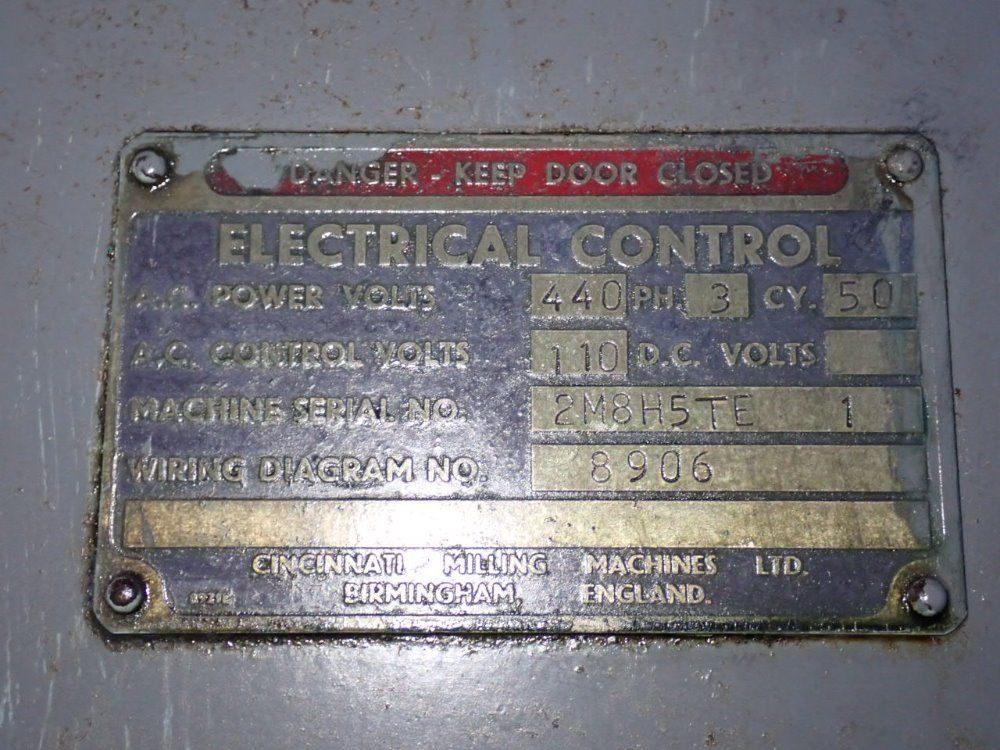 DANGER - KEEP DOOR CLOSED
ELECTRICAL CONTROL
A.C. POWER VOLTS 440 PH 3 CY. 50
A.C. CONTROL VOLTS 110 D.C. VOLTS
MACHINE SERIAL NO. 2M8H5TE 1
WIRING DIAGRAM NO. 8906
CINCINNATI MILLING MACHINES LTD.
BIRMINGHAM, ENGLAND.